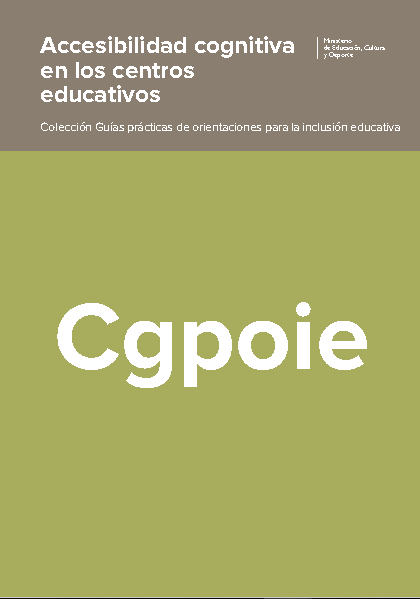 Accesibilidad cognitiva
en los centros
educativos
Ministerio
de Educación, Cultura
y Deporte
Colección Guías prácticas de orientaciones para la inclusión educativa
Cgpoie